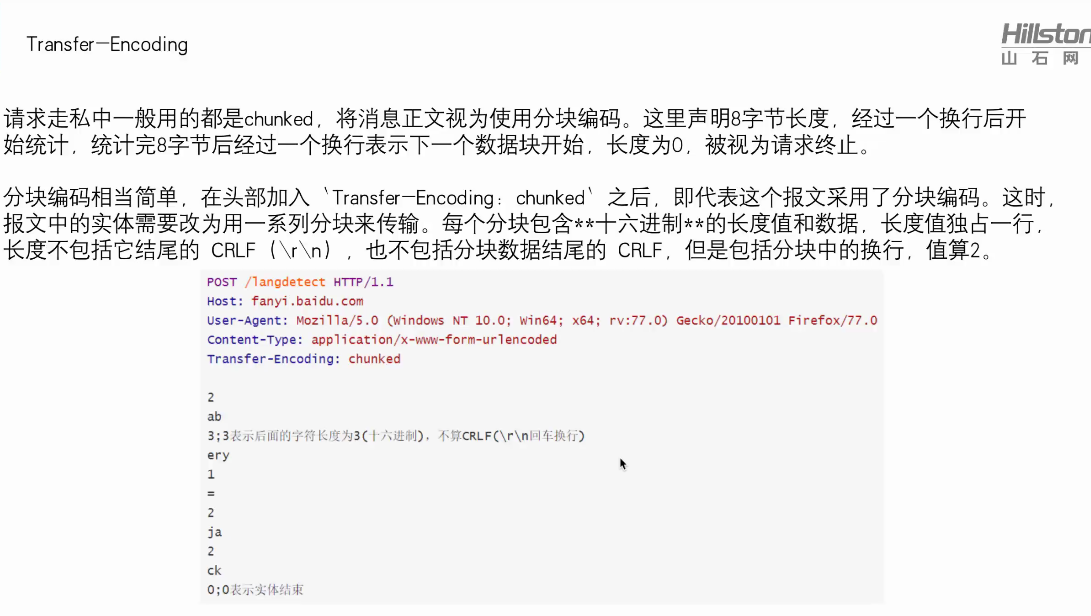 Transfer-Encoding
Hillston
山石网
请求走私中一般用的都是chunked，将消息正文视为使用分块编码。这里声明8字节长度，经过一个换行后开
始统计，统计完8字节后经过一个换行表示下一个数据块开始，长度为0，被视为请求终止。
分块编码相当简单，在头部加入 `Transfer-Encoding: chunked` 之后，即代表这个报文采用了分块编码。这时，
报文中的实体需要改为用一系列分块来传输。每个分块包含**十六进制**的长度值和数据，长度值独占一行，
长度不包括它结尾的 CRLF（\r\n），也不包括分块数据结尾的 CRLF，但是包括分块中的换行，值算2。
POST /langdetect HTTP/1.1
Host: fanyi.baidu.com
User-Agent: Mozilla/5.0 (Windows NT 10.0; Win64; x64; rv:77.0) Gecko/20100101 Firefox/77.0
Content-Type: application/x-www-form-urlencoded
Transfer-Encoding: chunked
2
ab
3;3表示后面的字符长度为3(十六进制)，不算CRLF(\r\n回车换行)
ery
1
=
2
ja
2
ck
0;0表示实体结束